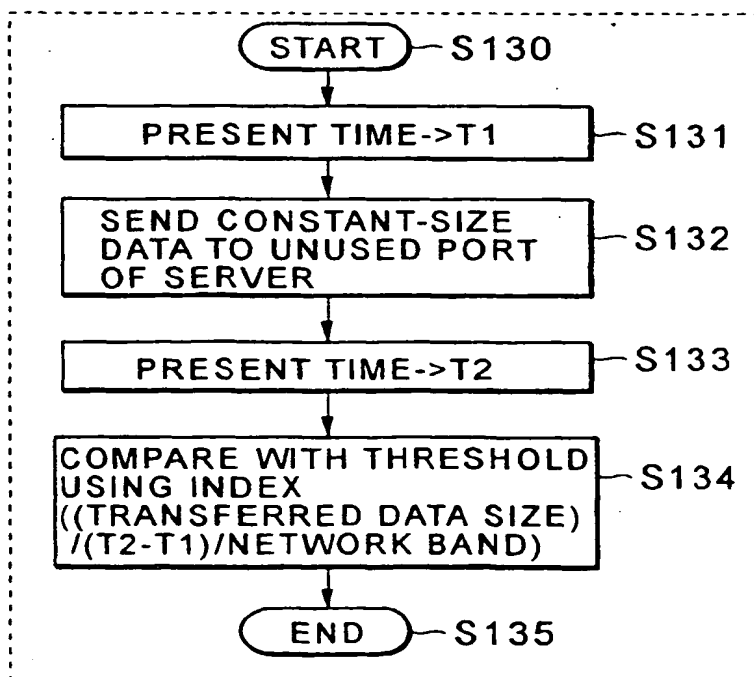 START S130
PRESENT TIME->T1 S131
SEND CONSTANT-SIZE
DATA TO UNUSED PORT
OF SERVER
S132
PRESENT TIME->T2 S133
COMPARE WITH THRESHOLD
USING INDEX
((TRANSFERRED DATA SIZE)
/(T2-T1)/NETWORK BAND)
S134
END S135